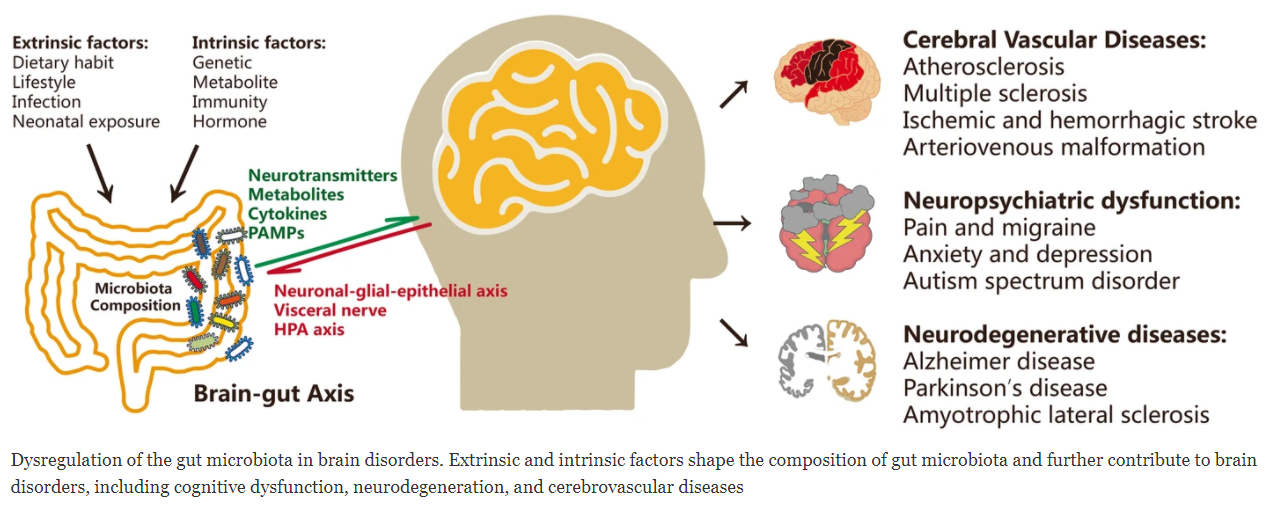 Extrinsic factors:
Dietary habit
Lifestyle
Infection
Neonatal exposure
Intrinsic factors:
Genetic
Metabolite
Immunity
Hormone
Neurotransmitters
Metabolites
Cytokines
PAMPs
Microbiota
Composition
Neuronal-glial-epithelial axis
Visceral nerve
HPA axis
Brain-gut Axis
Cerebral Vascular Diseases:
Atherosclerosis
Multiple sclerosis
Ischemic and hemorrhagic stroke
Arteriovenous malformation
Neuropsychiatric dysfunction:
Pain and migraine
Anxiety and depression
Autism spectrum disorder
Neurodegenerative diseases:
Alzheimer disease
Parkinson's disease
Amyotrophic lateral sclerosis
Dysregulation of the gut microbiota in brain disorders. Extrinsic and intrinsic factors shape the composition of gut microbiota and further contribute to brain
disorders, including cognitive dysfunction, neurodegeneration, and cerebrovascular diseases